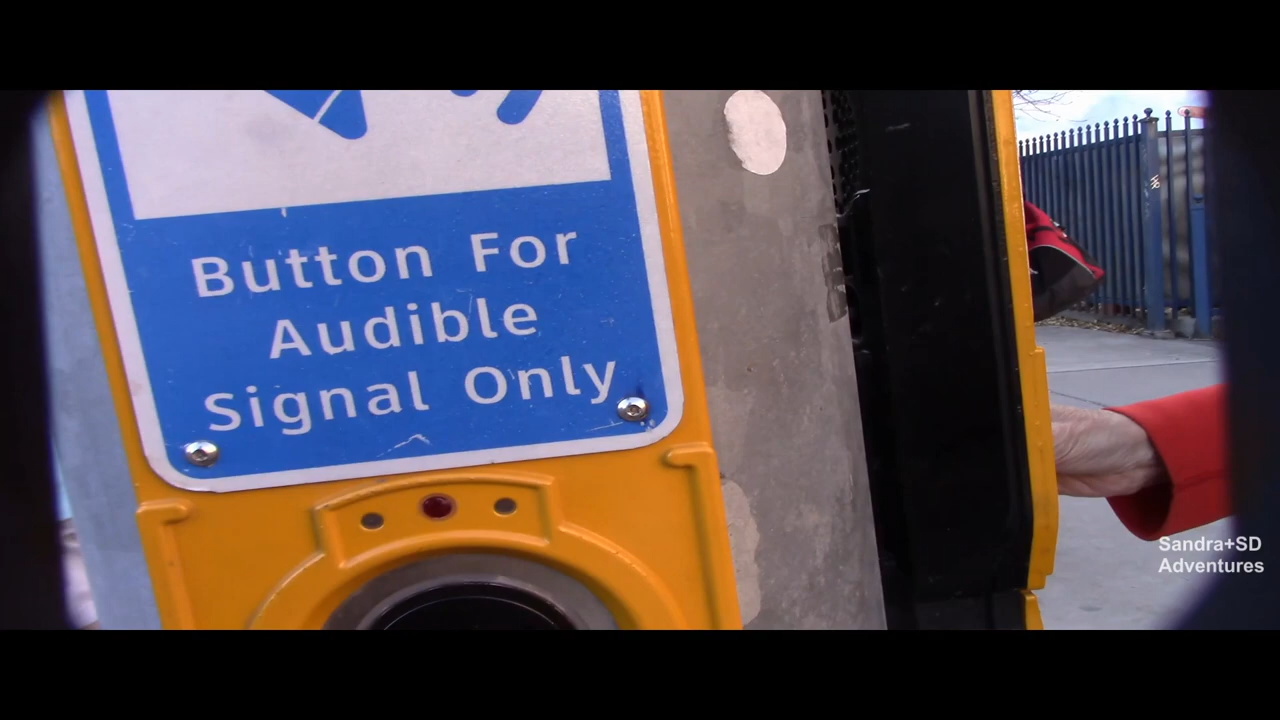 Button For
Audible
Signal Only
Sandra+SD
Adventures